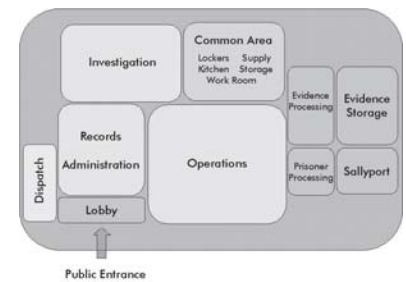 Investigation
Common Area
Lockers Supply
Kitchen Storage
Work Room
Evidence
Processing
Evidence
Storage
Records
Administration
Operations
Prisoner
Processing
Sallyport
Dispatch
Lobby
Public Entrance